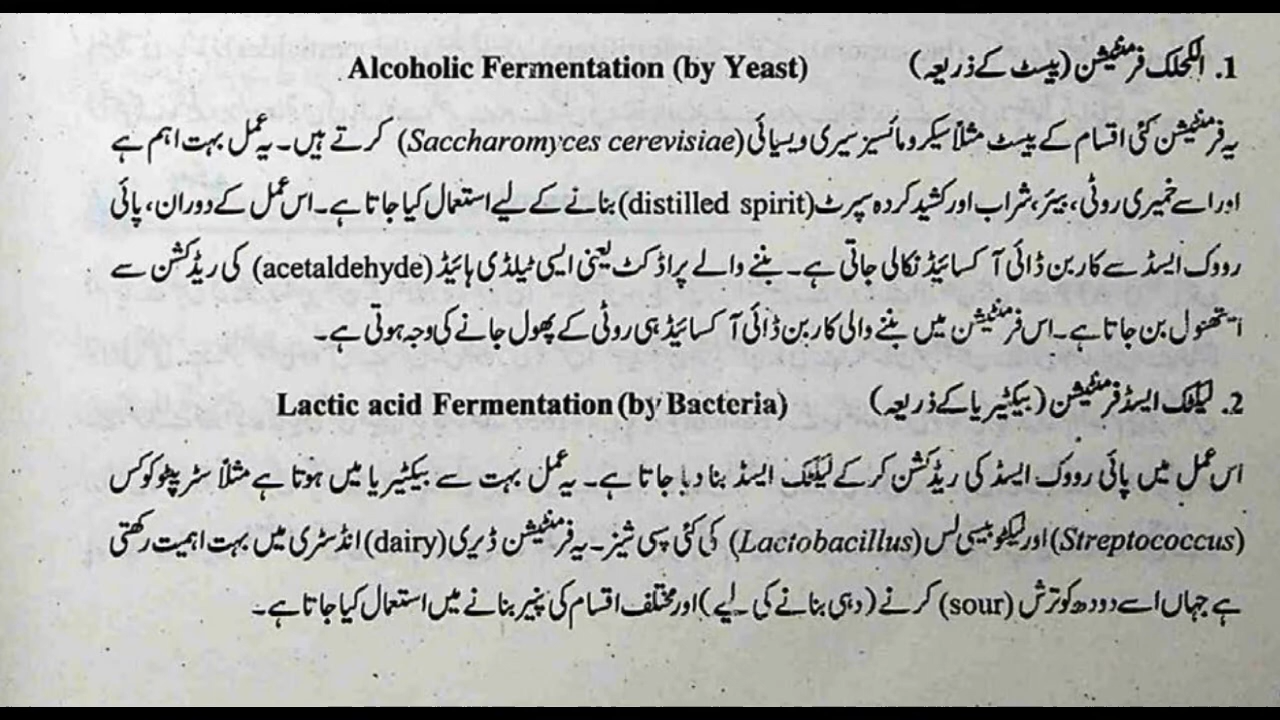 1. الکحلک فرمنٹیشن (ییسٹ کے ذریعہ) Alcoholic Fermentation (by Yeast)
یہ فرمنٹیشن کئی اقسام کے ییسٹ مثلاً سیکرومائسیز سیری ویسیائی (Saccharomyces cerevisiae) کرتے ہیں۔ یہ عمل بہت اہم ہے
اور اسے خمیری روٹی، بیئر، شراب اور کشید کردہ سپرٹ (distilled spirit) بنانے کے لیے استعمال کیا جاتا ہے۔ اس عمل کے دوران، پائی
رووک ایسڈ سے کاربن ڈائی آکسائیڈ نکالی جاتی ہے۔ بننے والے پراڈکٹ یعنی ایسی ٹیلڈی ہائیڈ (acetaldehyde) کی ریڈکشن سے
ایتھنول بن جاتا ہے۔ اس فرمنٹیشن میں بننے والی کاربن ڈائی آکسائیڈ ہی روٹی کے پھول جانے کی وجہ ہوتی ہے۔
2. لیکٹک ایسڈ فرمنٹیشن (بیکٹیریا کے ذریعہ) Lactic acid Fermentation (by Bacteria)
اس عمل میں پائی رووک ایسڈ کی ریڈکشن کر کے لیکٹک ایسڈ بنا دیا جاتا ہے۔ یہ عمل بہت سے بیکٹیریا میں ہوتا ہے مثلاً سٹریپٹوکوکس
(Streptococcus) اور لیکٹوبیسی لس (Lactobacillus) کی کئی سپی شیز۔ یہ فرمنٹیشن ڈیری (dairy) انڈسٹری میں بہت اہمیت رکھتی
ہے جہاں اسے دودھ کو ترش (sour) کرنے (دہی بنانے کی لیے) اور مختلف اقسام کی پنیر بنانے میں استعمال کیا جاتا ہے۔